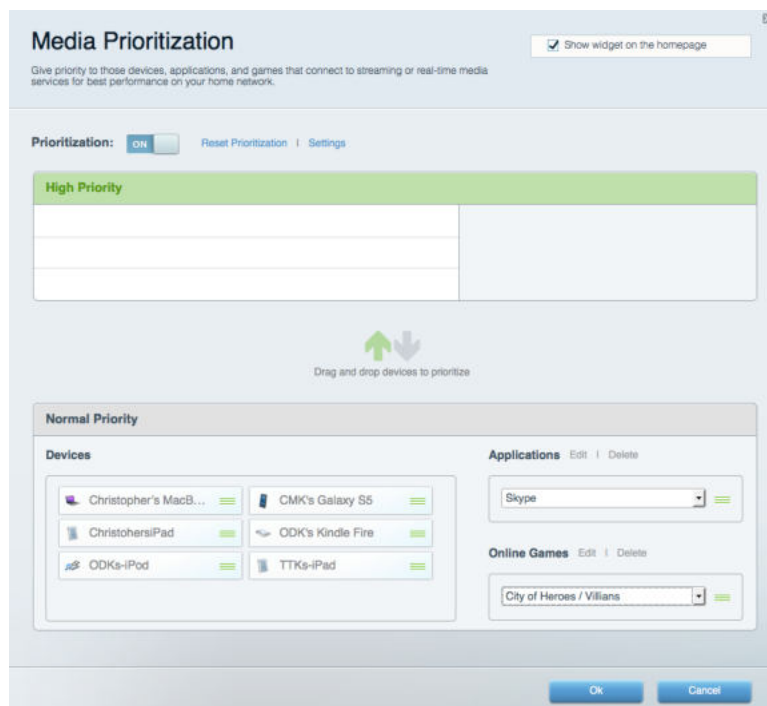 Media Prioritization
Show widget on the homepage
Give priority to those devices, applications, and games that connect to streaming or real-time media
services for best performance on your home network.
Prioritization: ON Reset Prioritization | Settings
High Priority
Drag and drop devices to prioritize
Normal Priority
Devices
Christopher's MacB...
CMK's Galaxy S5
ChristohersiPad
ODK's Kindle Fire
ODKs-iPod
TTKs-iPad
Applications Edit | Delete
Skype
Online Games Edit | Delete
City of Heroes / Villians
Ok
Cancel